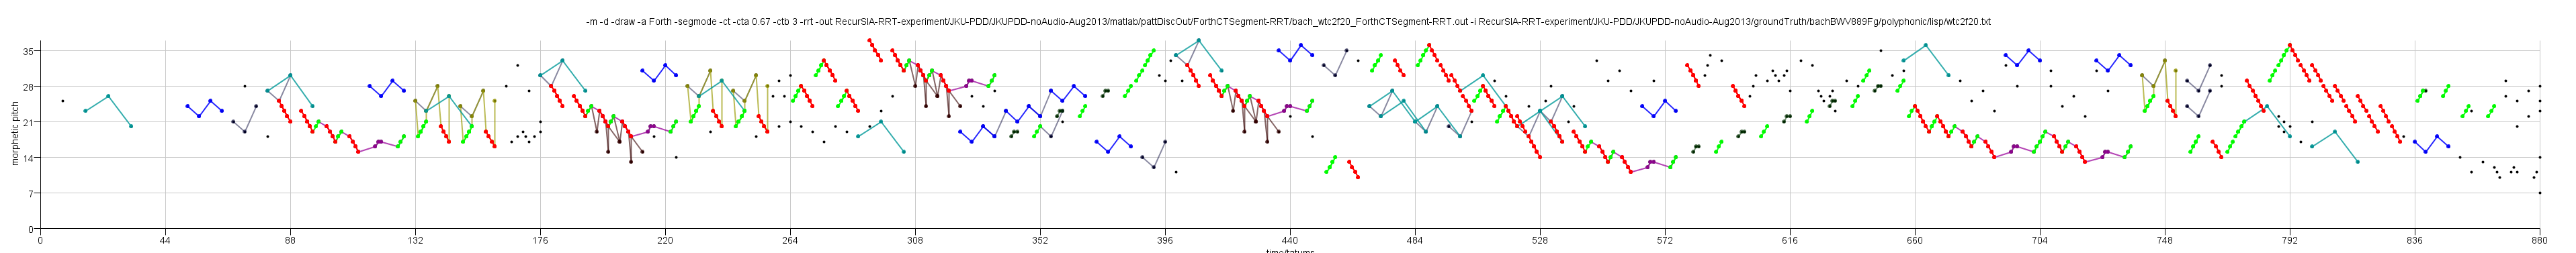 -m -d -draw -a Forth -segmode -ct -cta 0.67 -ctb 3 -rrt -out RecurSIA-RRT-experiment/JKU-PDD/JKUPDD-noAudio-Aug2013/matlab/pattDiscOut/ForthCTSegment-RRT/bach_wtc2f20_ForthCTSegment-RRT.out -i RecurSIA-RRT-experiment/JKU-PDD/JKUPDD-noAudio-Aug2013/groundTruth/bachBWV889Fg/polyphonic/lisp/wtc2f20.txt
morphetic pitch
35
28
21
14
7
0
0 44 88 132 176 220 264 308 352 396 440 484 528 572 616 660 704 748 792 836 880
time/tatums